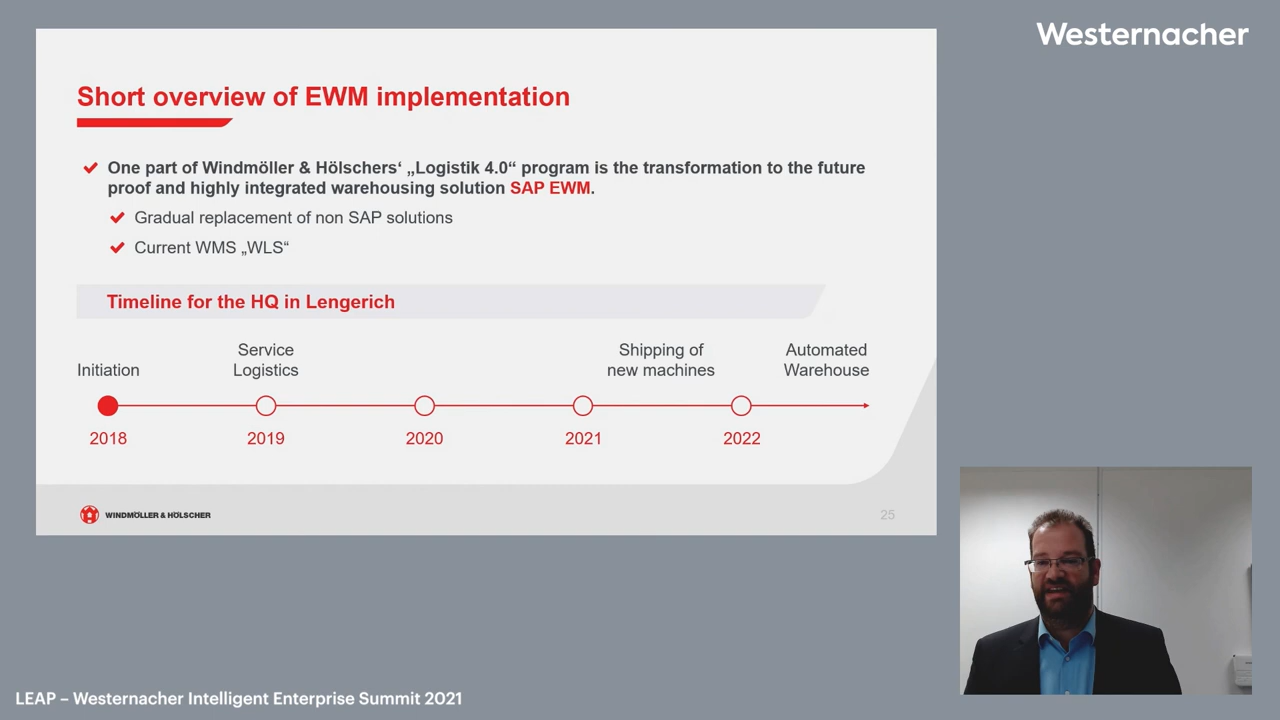 Westernacher
Short overview of EWM implementation
One part of Windmöller & Hölschers‘ „Logistik 4.0“ program is the transformation to the future
proof and highly integrated warehousing solution SAP EWM.
Gradual replacement of non SAP solutions
Current WMS „WLS“
Timeline for the HQ in Lengerich
Initiation
Service
Logistics
Shipping of
new machines
Automated
Warehouse
2018
2019
2020
2021
2022
WINDMÖLLER & HÖLSCHER
25
LEAP – Westernacher Intelligent Enterprise Summit 2021